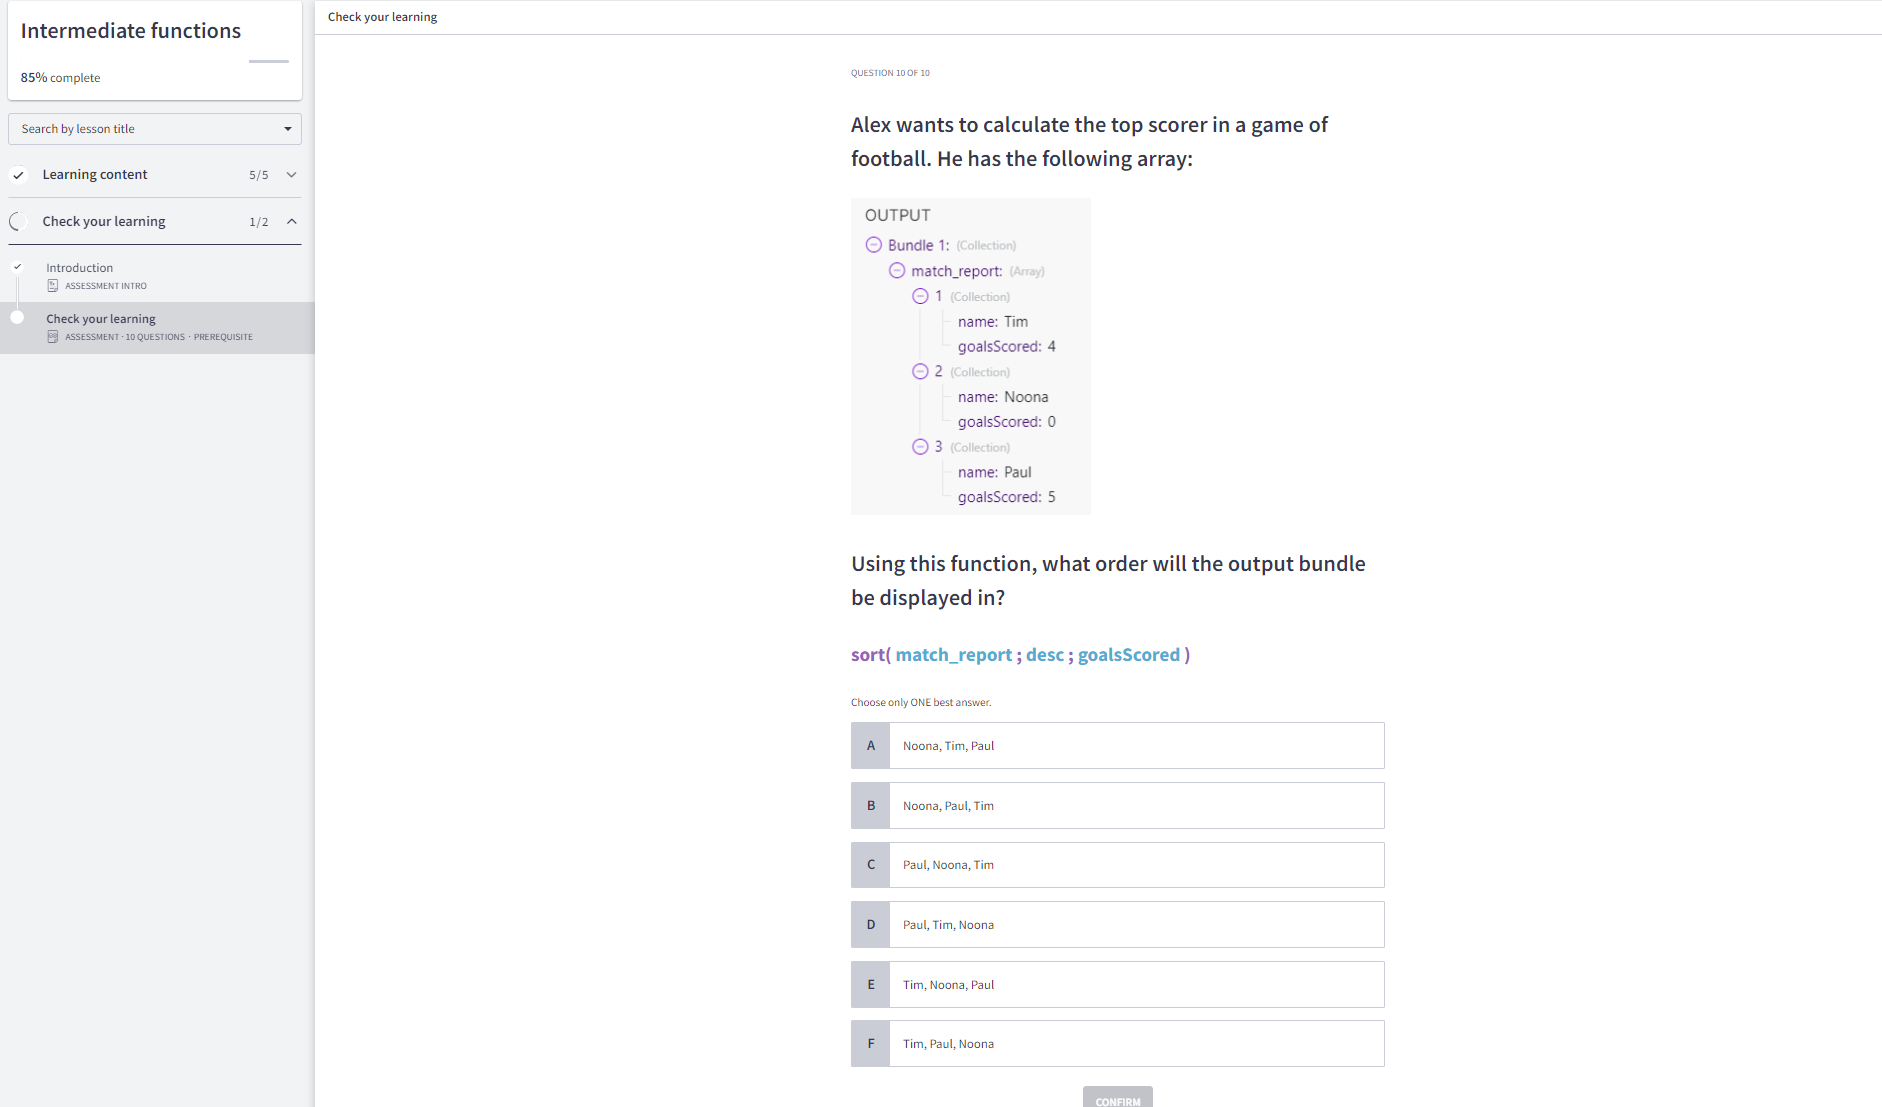 Intermediate functions
85% complete
Search by lesson title
Learning content 5/5
Check your learning 1/2
Introduction
ASSESSMENT INTRO
Check your learning
ASSESSMENT · 10 QUESTIONS · PREREQUISITE
Check your learning
QUESTION 10 OF 10
Alex wants to calculate the top scorer in a game of
football. He has the following array:
OUTPUT
Bundle 1: (Collection)
match_report: (Array)
1 (Collection)
name: Tim
goalsScored: 4
2 (Collection)
name: Noona
goalsScored: 0
3 (Collection)
name: Paul
goalsScored: 5
Using this function, what order will the output bundle
be displayed in?
sort( match_report ; desc ; goalsScored )
Choose only ONE best answer.
A Noona, Tim, Paul
B Noona, Paul, Tim
C Paul, Noona, Tim
D Paul, Tim, Noona
E Tim, Noona, Paul
F Tim, Paul, Noona
CONFIRM